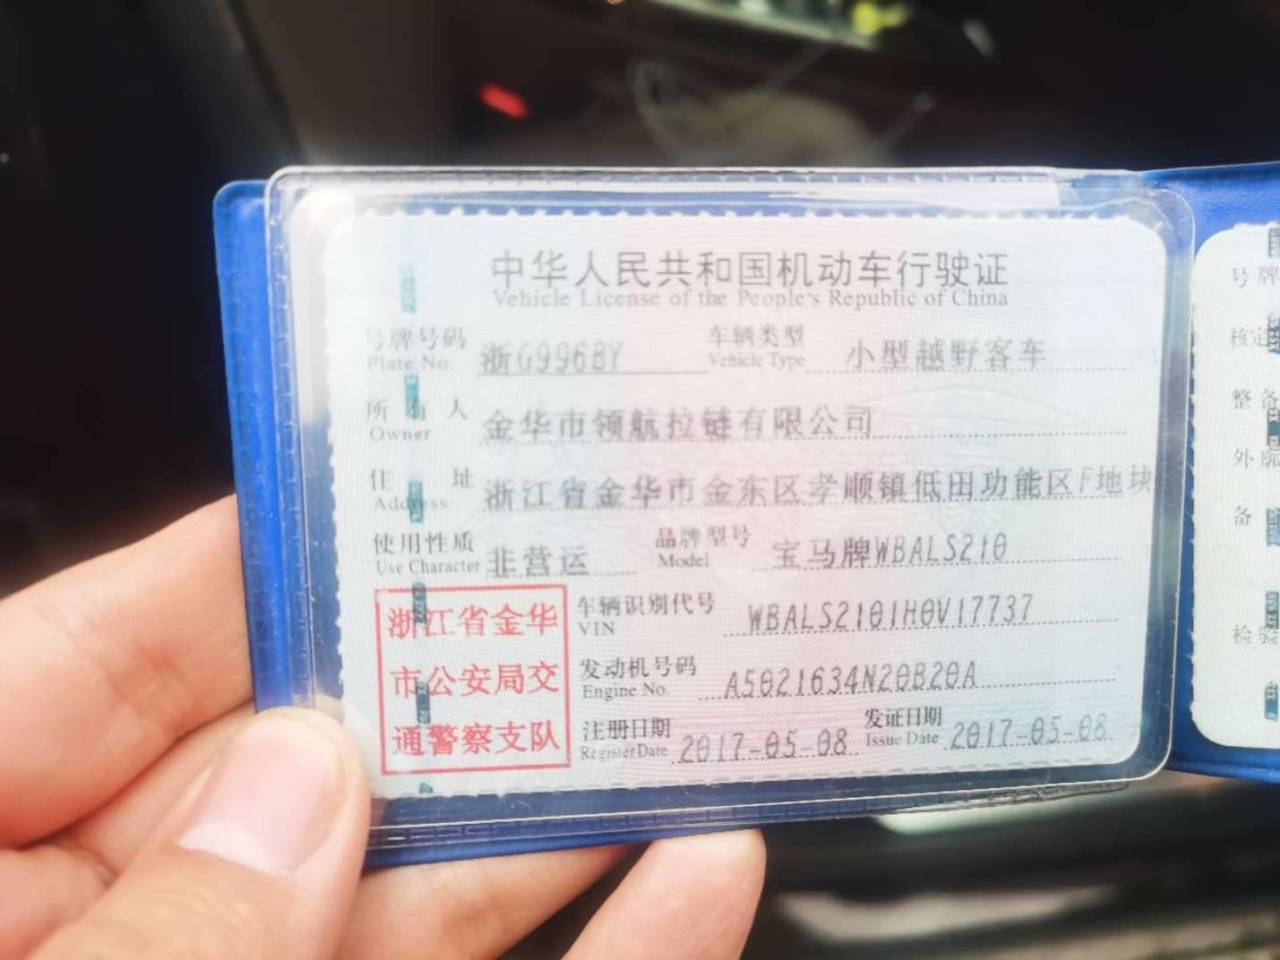 中华人民共和国机动车行驶证
Vehicle License of the People's Republic of China
号牌号码 浙G996BY 车辆类型 小型越野客车
Plate No. Vehicle Type
所有人 金华市领航拉链有限公司
Owner
住址 浙江省金华市金东区孝顺镇低田功能区F地块
Address
使用性质 非营运 品牌型号 宝马牌WBALS210
Use Character Model
浙江省金华
市公安局交
通警察支队
车辆识别代号 WBALS2101H0V17737
VIN
发动机号码 A5021634N20B20A
Engine No.
注册日期 2017-05-08 发证日期 2017-05-08
Register Date Issue Date
号牌
核定
整备
外廓
备
检验